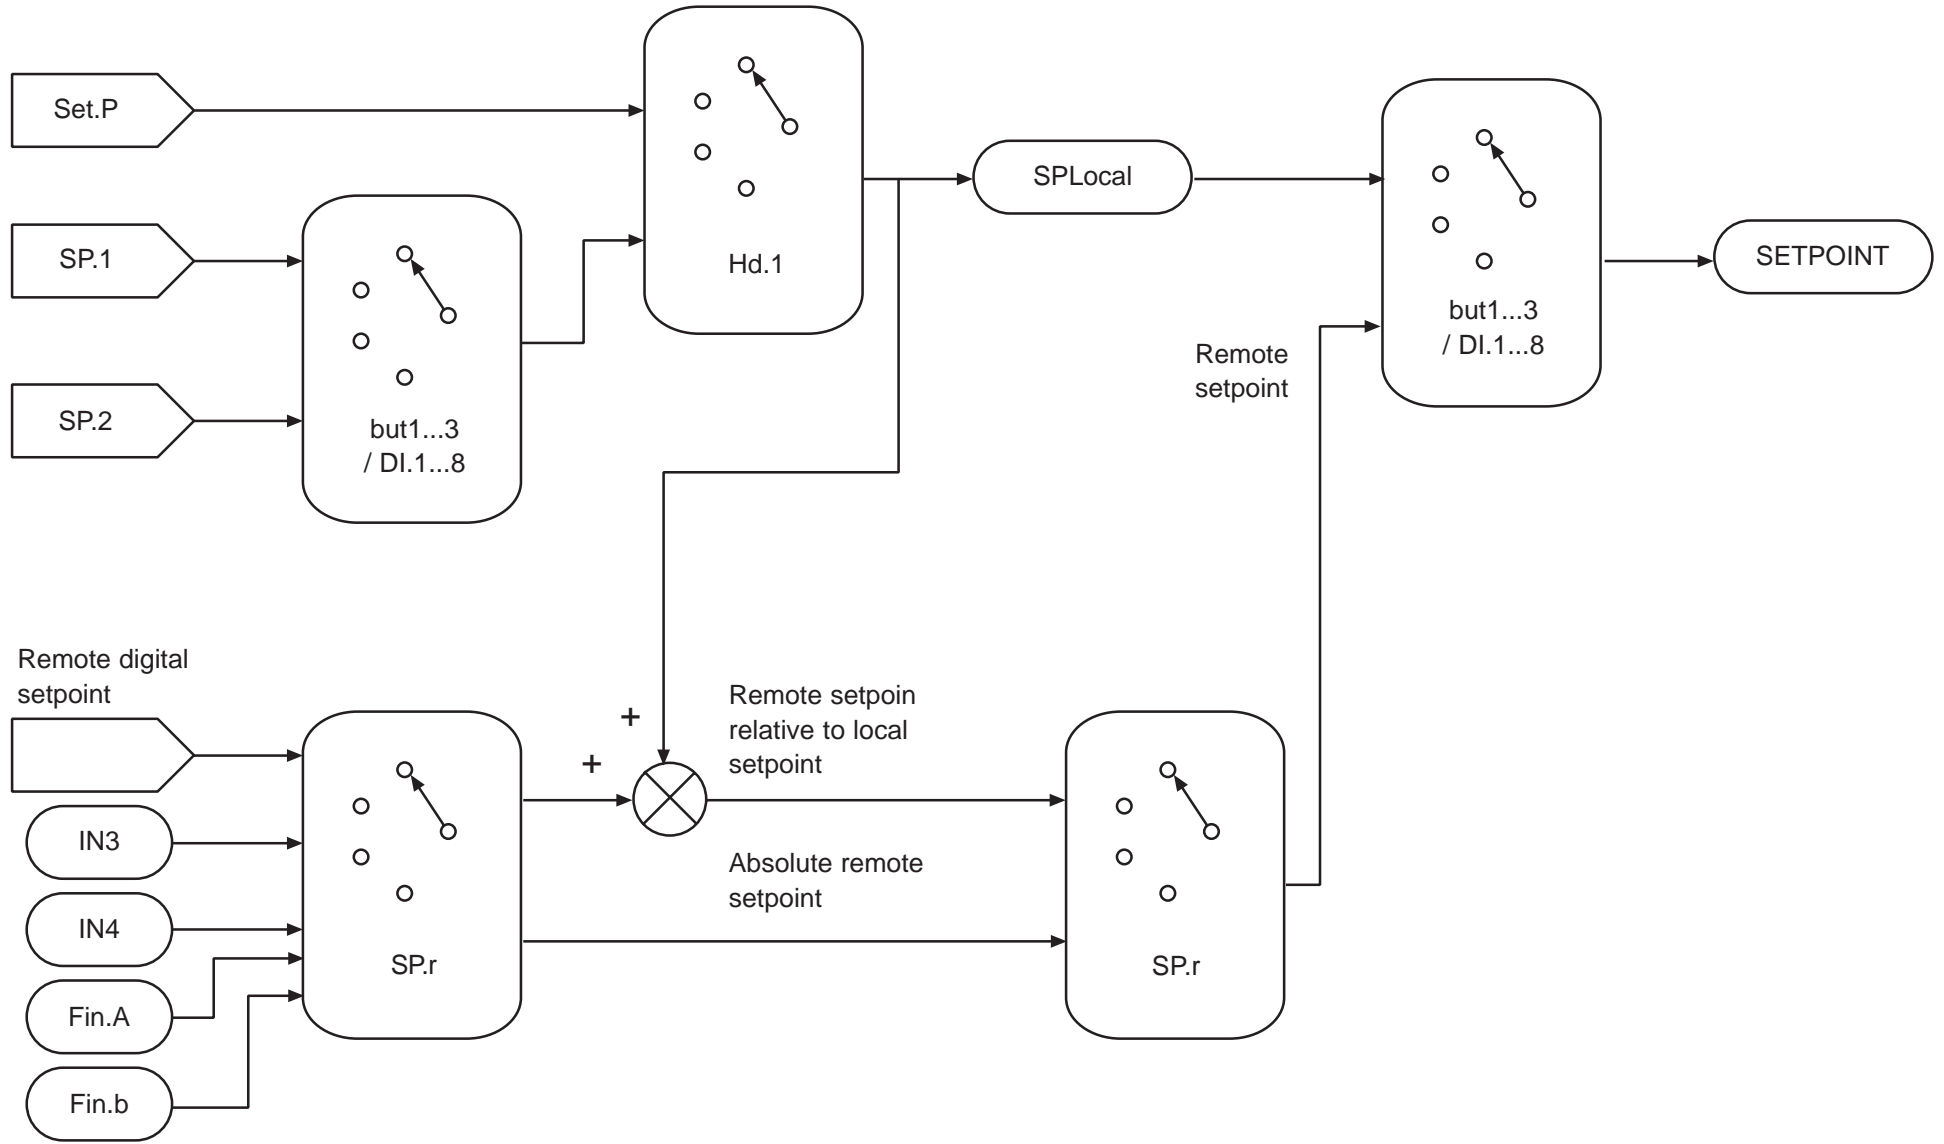 Set.P
SP.1
SP.2
but1...3
/ DI.1...8
Hd.1
SPLocal
but1...3
/ DI.1...8
SETPOINT
Remote
setpoint
Remote digital
setpoint
IN3
IN4
Fin.A
Fin.b
SP.r
+
+
Remote setpoin
relative to local
setpoint
Absolute remote
setpoint
SP.r